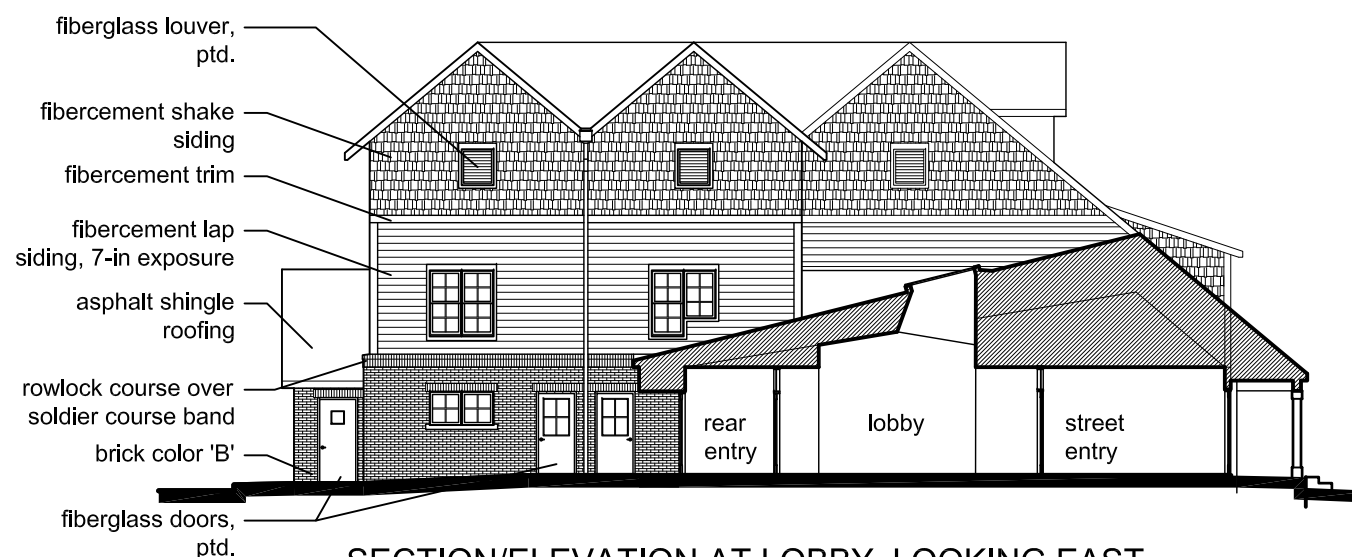 fiberglass louver,
ptd.
fibercement shake
siding
fibercement trim
fibercement lap
siding, 7-in exposure
asphalt shingle
roofing
rowlock course over
soldier course band
brick color 'B'
fiberglass doors,
ptd.
rear
entry
lobby
street
entry
SECTION/ELEVATION AT LOBBY, LOOKING EAST